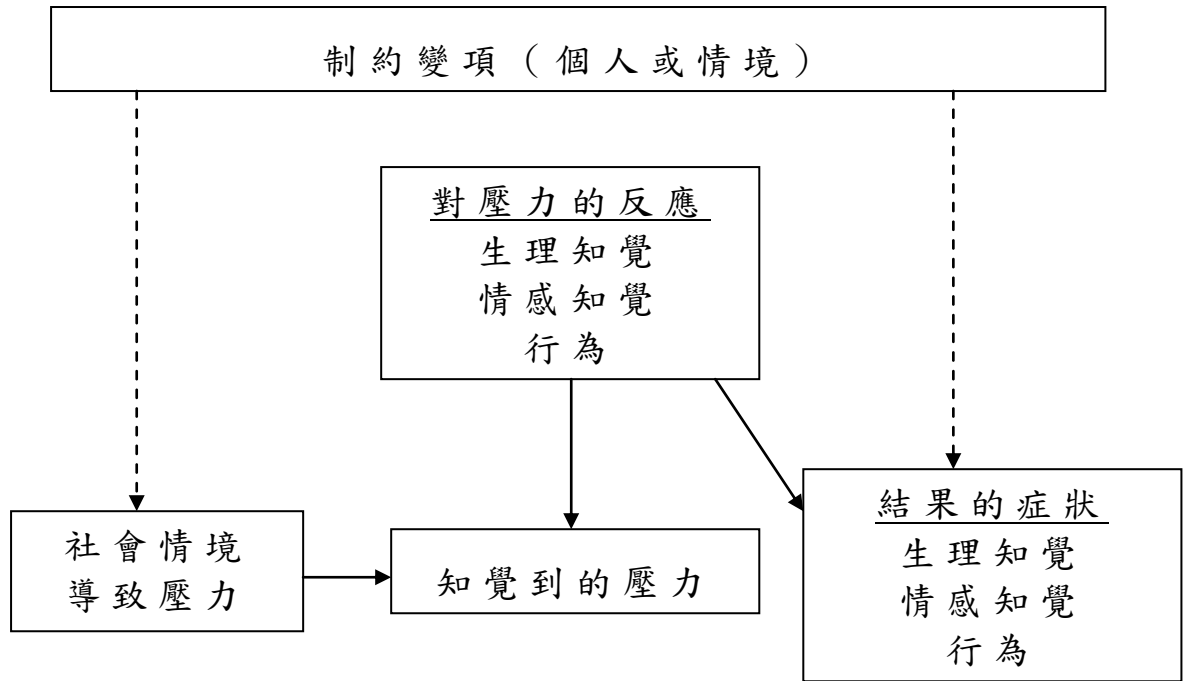 制約變項（個人或情境）
對壓力的反應
生理知覺
情感知覺
行為
社會情境
導致壓力
知覺到的壓力
結果的症狀
生理知覺
情感知覺
行為